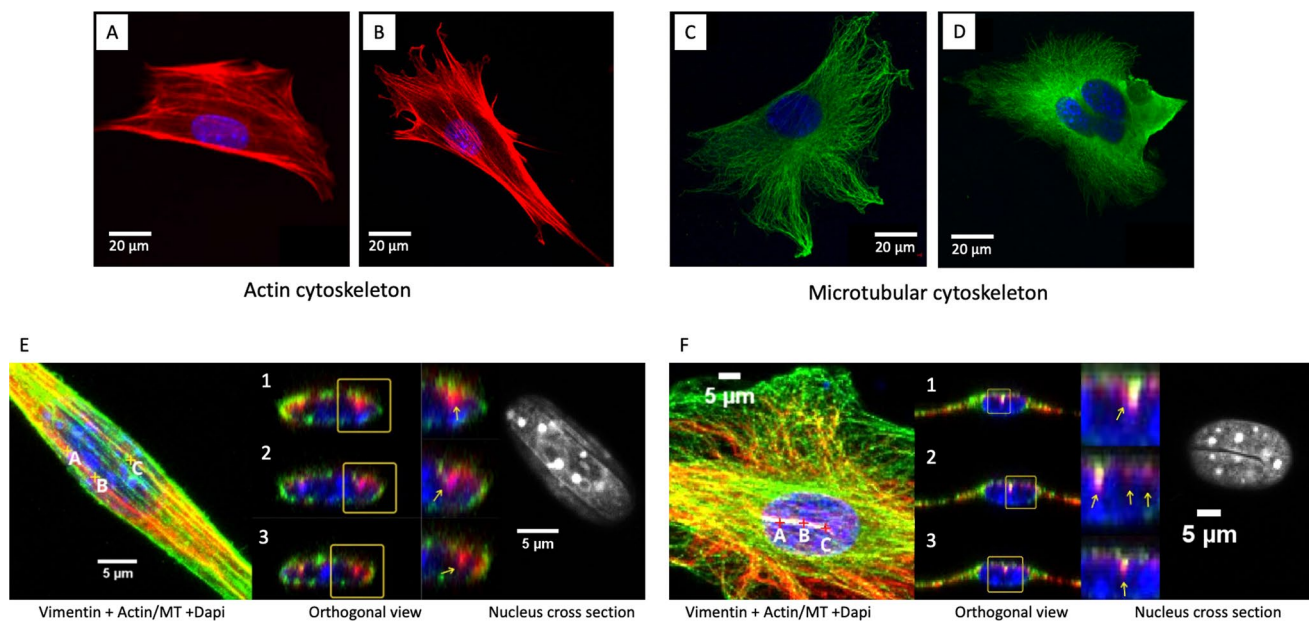 A B C D
20 µm 20 µm 20 µm 20 µm
Actin cytoskeleton Microtubular cytoskeleton
E F
1
A
B
C
2
3
5 µm
5 µm
Vimentin + Actin/MT +Dapi Orthogonal view Nucleus cross section
5 µm
1
A
B
C
2
3
5 µm
Vimentin + Actin/MT +Dapi Orthogonal view Nucleus cross section